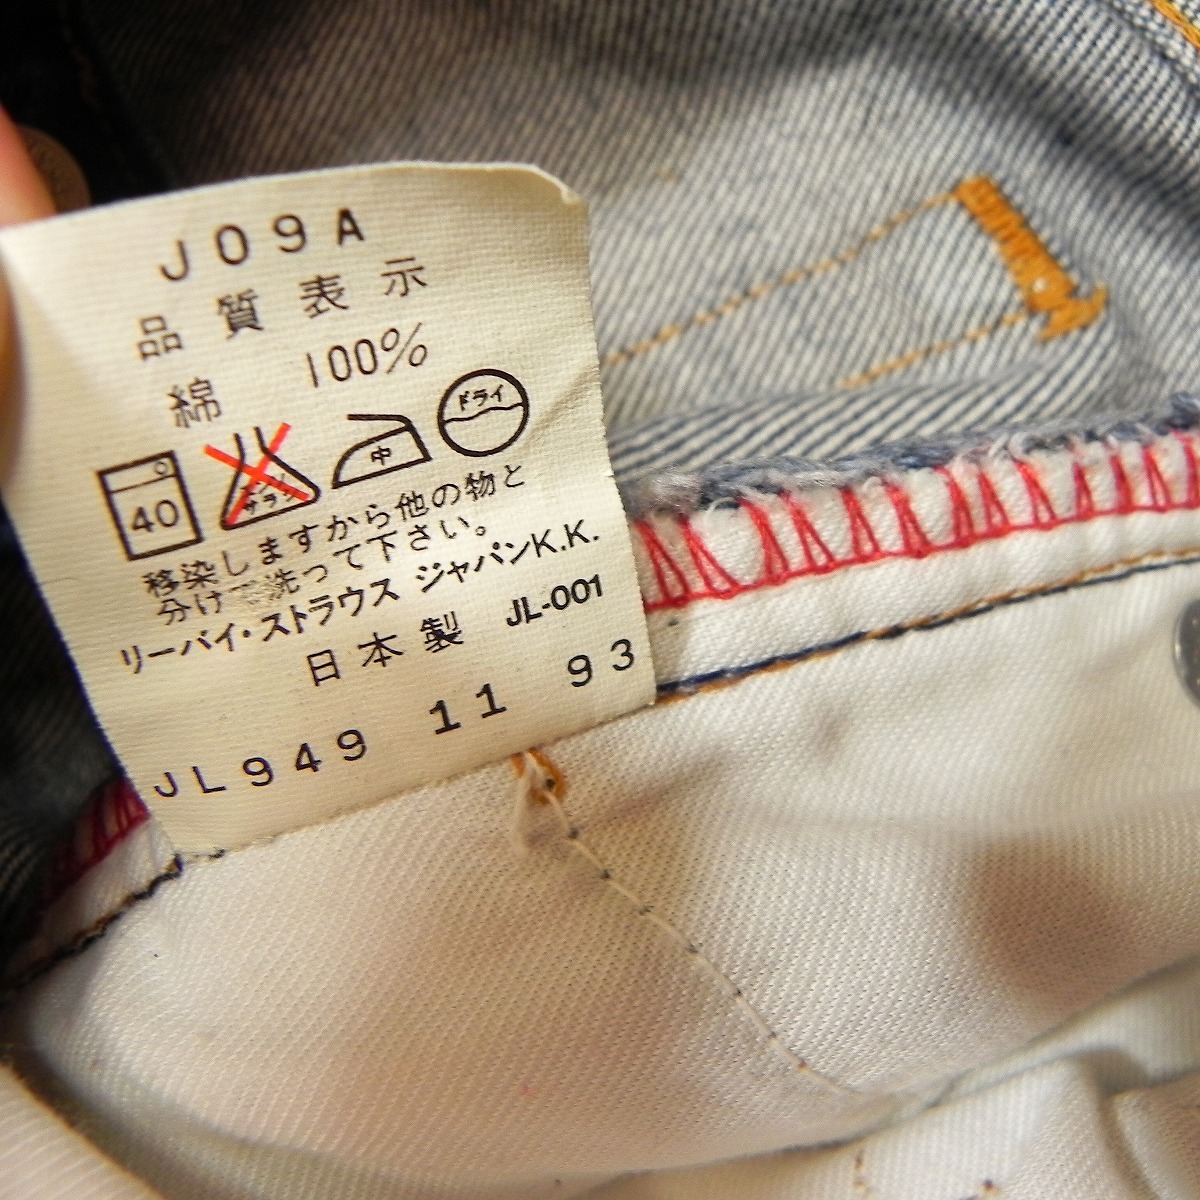 J09A
品質表示
綿 100%
40 サラシ 中 ドライ
移染しますから他の物と
分けて洗って下さい。
リーバイ・ストラウス ジャパンK.K.
日本製 JL-001
JL949 11 93